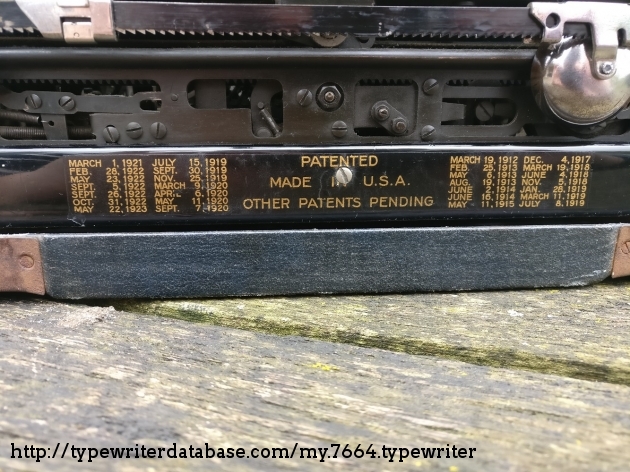 MARCH 1, 1921 JULY 15, 1919
FEB. 28, 1922 SEPT. 30, 1919
MAY. 23, 1922 NOV. 25, 1919
SEPT. 5, 1922 MARCH 9, 1920
SEPT. 26, 1922 APRIL 6, 1920
OCT. 31, 1922 MAY 11, 1920
MAY 22, 1923 SEPT. 7, 1920
PATENTED
MADE IN U.S.A.
OTHER PATENTS PENDING
MARCH 19, 1912 DEC. 4, 1917
FEB. 25, 1913 MARCH 19, 1918
MAY 6, 1913 JUNE 4, 1918
AUG. 19, 1913 NOV. 1918
JAN. 1914 26, 1919
JUNE 16, 1914 MARCH 11, 1919
MAY 11, 1915 JULY 8, 1919
http://typewriterdatabase.com/my.7664.typewriter